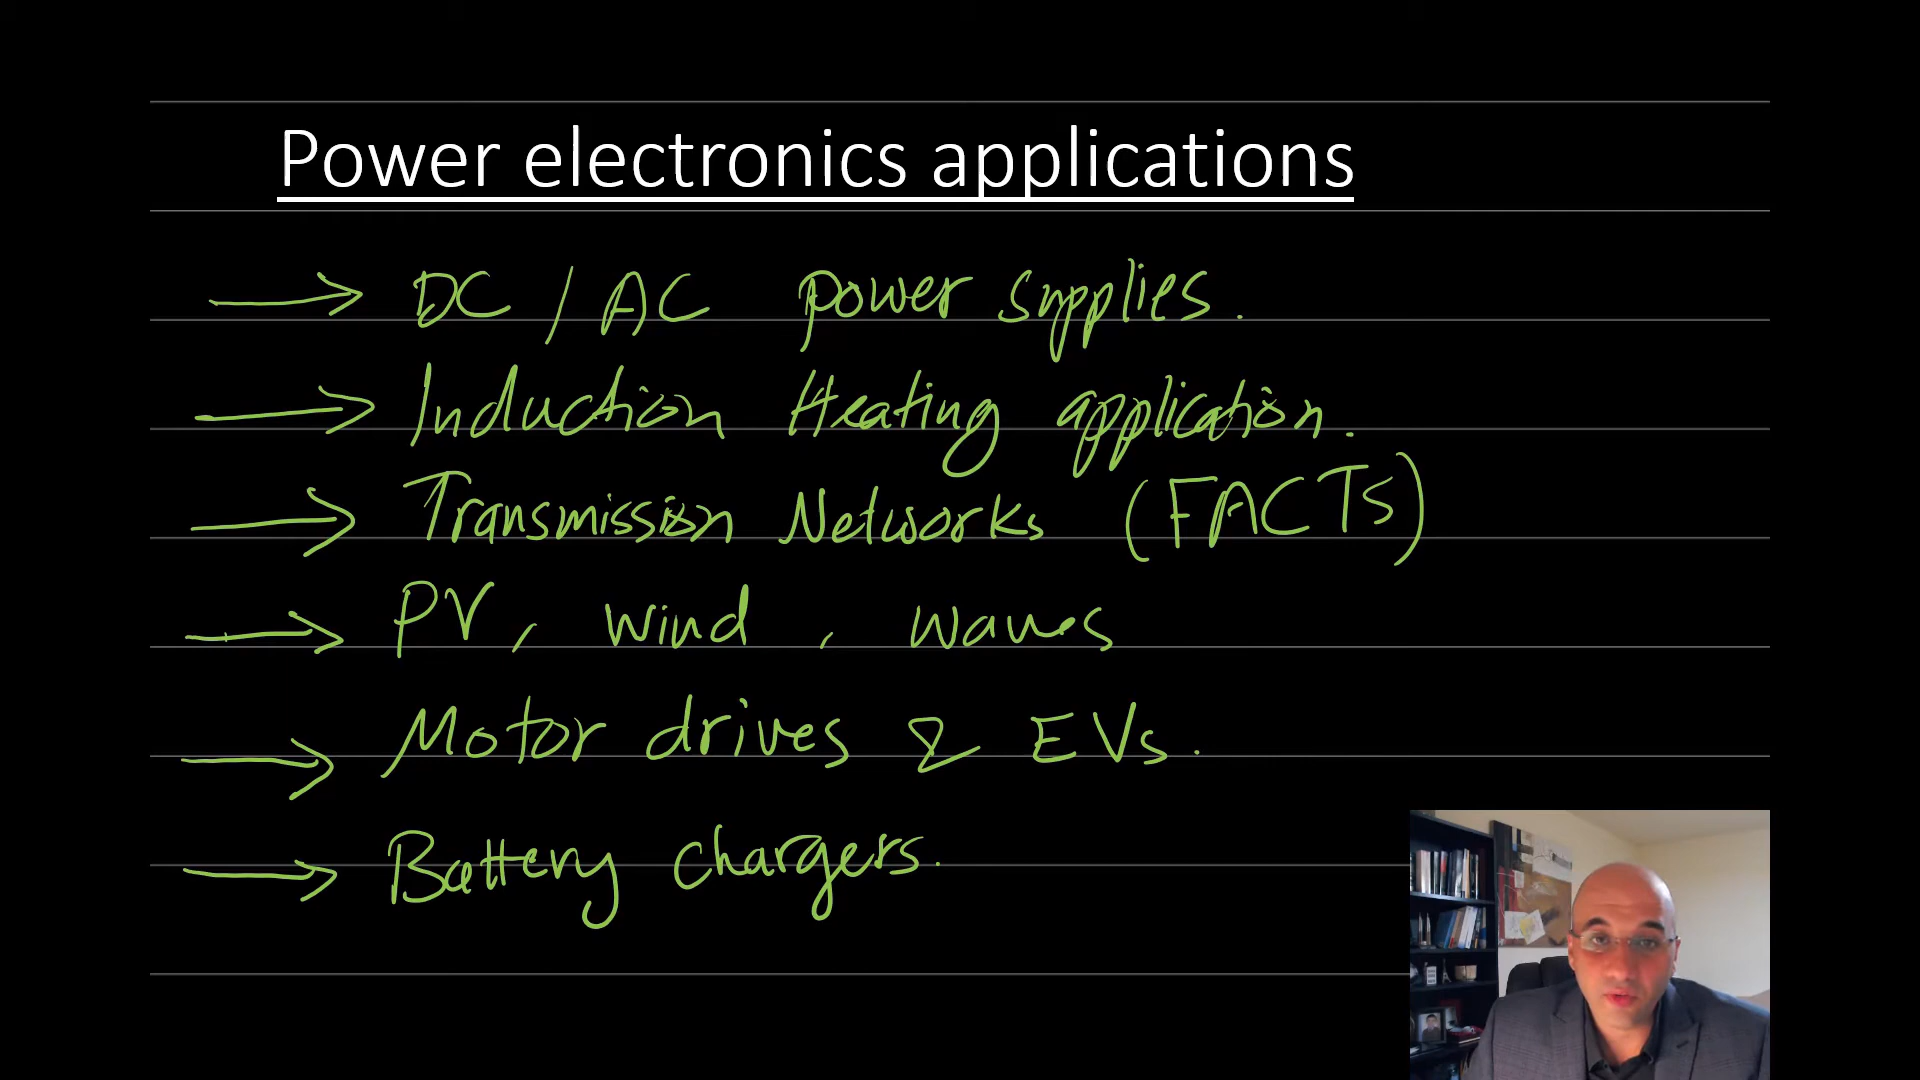 Power electronics applications
→ DC / AC power supplies.
→ Induction Heating application.
→ Transmission Networks (FACTs)
→ PV, wind, waves
→ Motor drives & EVs.
→ Battery chargers.